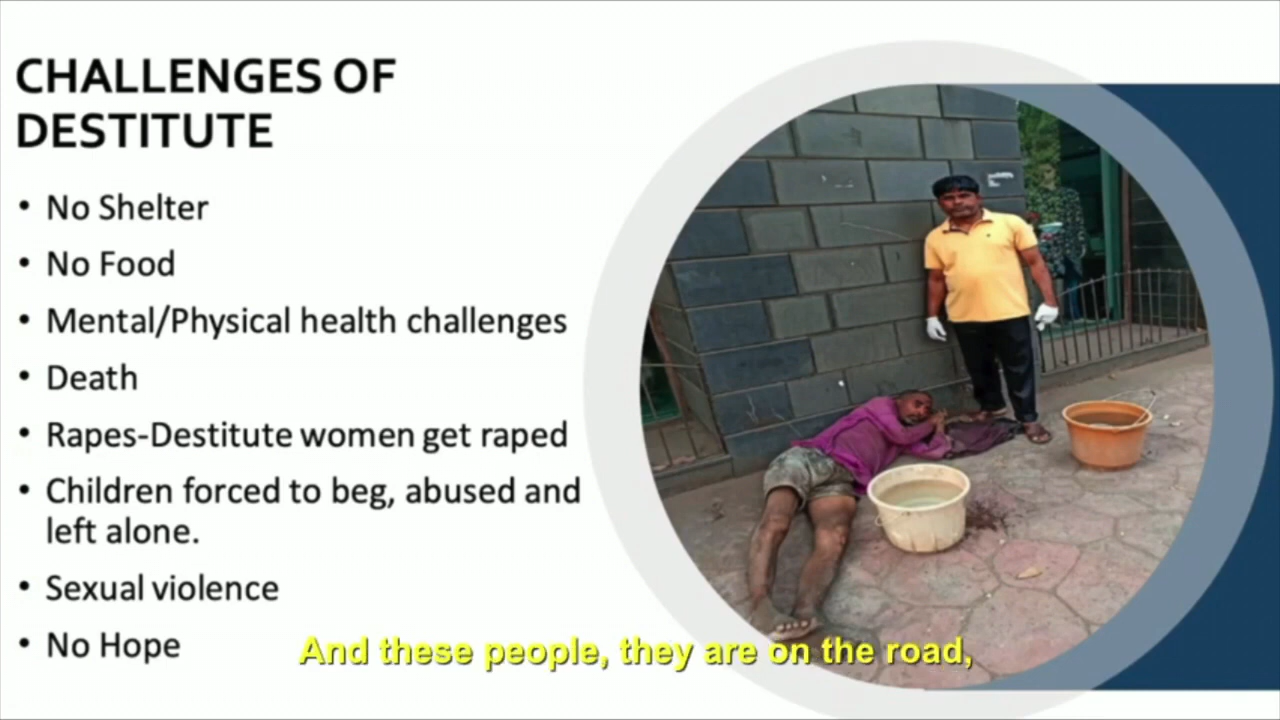 CHALLENGES OF
DESTITUTE
• No Shelter
• No Food
• Mental/Physical health challenges
• Death
• Rapes-Destitute women get raped
• Children forced to beg, abused and
left alone.
• Sexual violence
• No Hope
And these people, they are on the road,